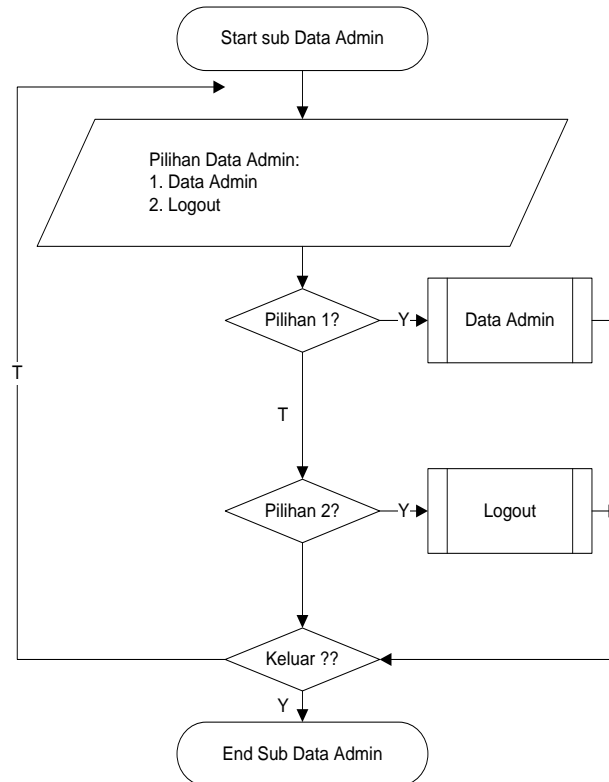 Start sub Data Admin
Pilihan Data Admin:
1. Data Admin
2. Logout
Pilihan 1?
Y
Data Admin
T
T
Pilihan 2?
Y
Logout
Keluar ??
Y
End Sub Data Admin